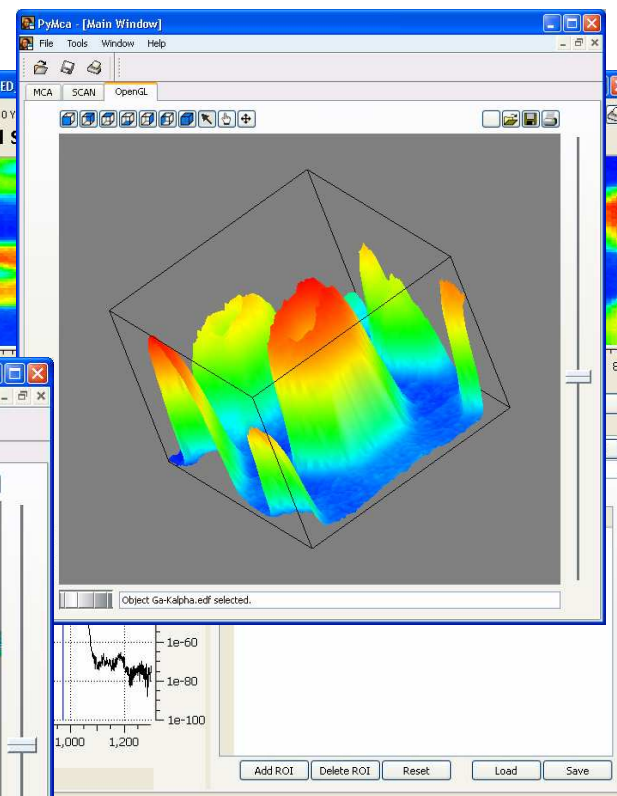 PyMca - [Main Window]
File Tools Window Help
MCA SCAN OpenGL
Object Ga-Kalpha.edf selected.
1e-60
1e-80
1e-100
1,000 1,200
Add ROI Delete ROI Reset Load Save